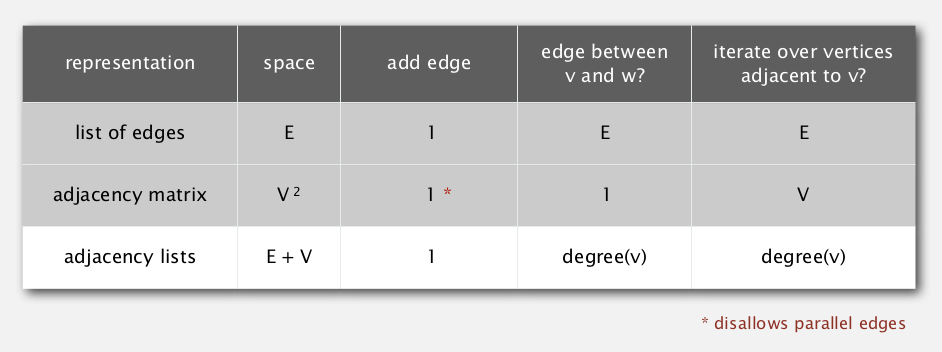 representation space add edge edge between v and w? iterate over vertices adjacent to v?
list of edges E 1 E E
adjacency matrix V² 1 * 1 V
adjacency lists E + V 1 degree(v) degree(v)
* disallows parallel edges